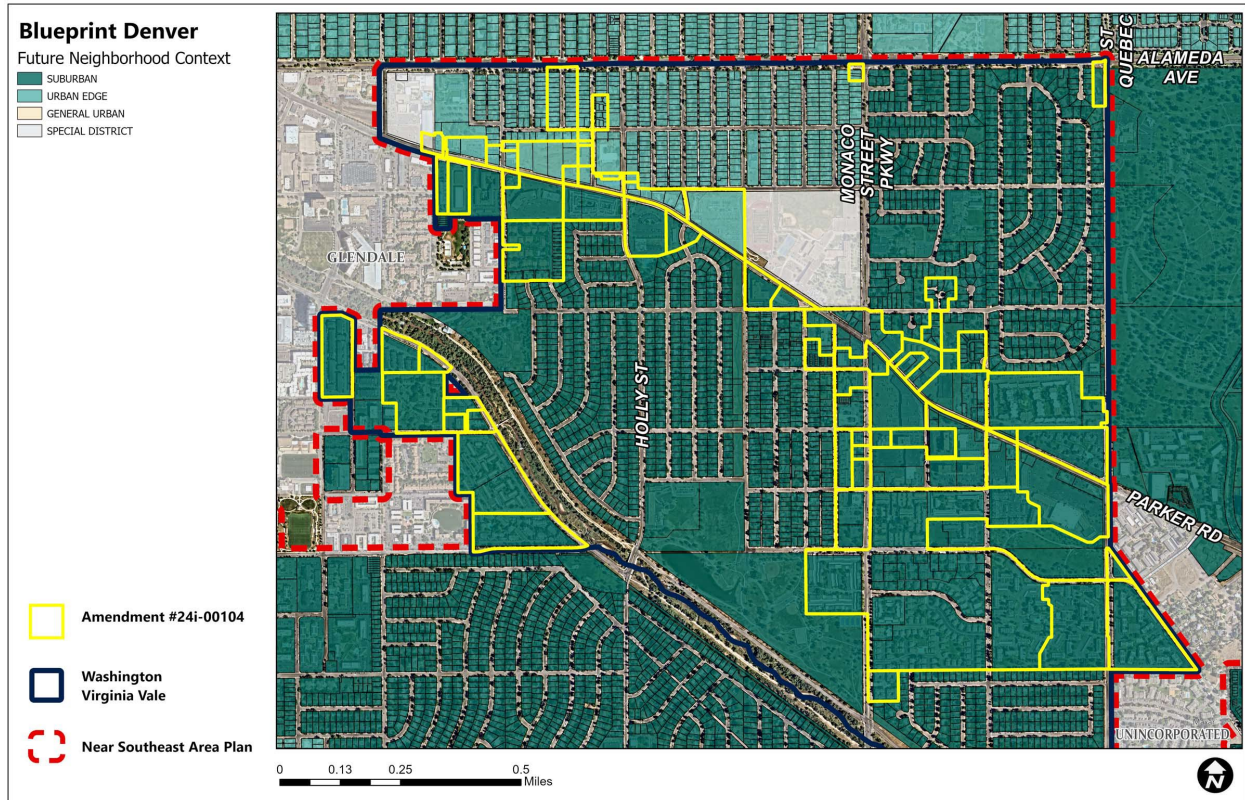 Blueprint Denver
Future Neighborhood Context
SUBURBAN
URBAN EDGE
GENERAL URBAN
SPECIAL DISTRICT
QUEBEC ST
ALAMEDA
AVE
MONACO
STREET
PKWY
GLENDALE
HOLLY ST
PARKER RD
Amendment #24i-00104
Washington
Virginia Vale
Near Southeast Area Plan
UNINCORPORATED
0 0.13 0.25 0.5
Miles
N